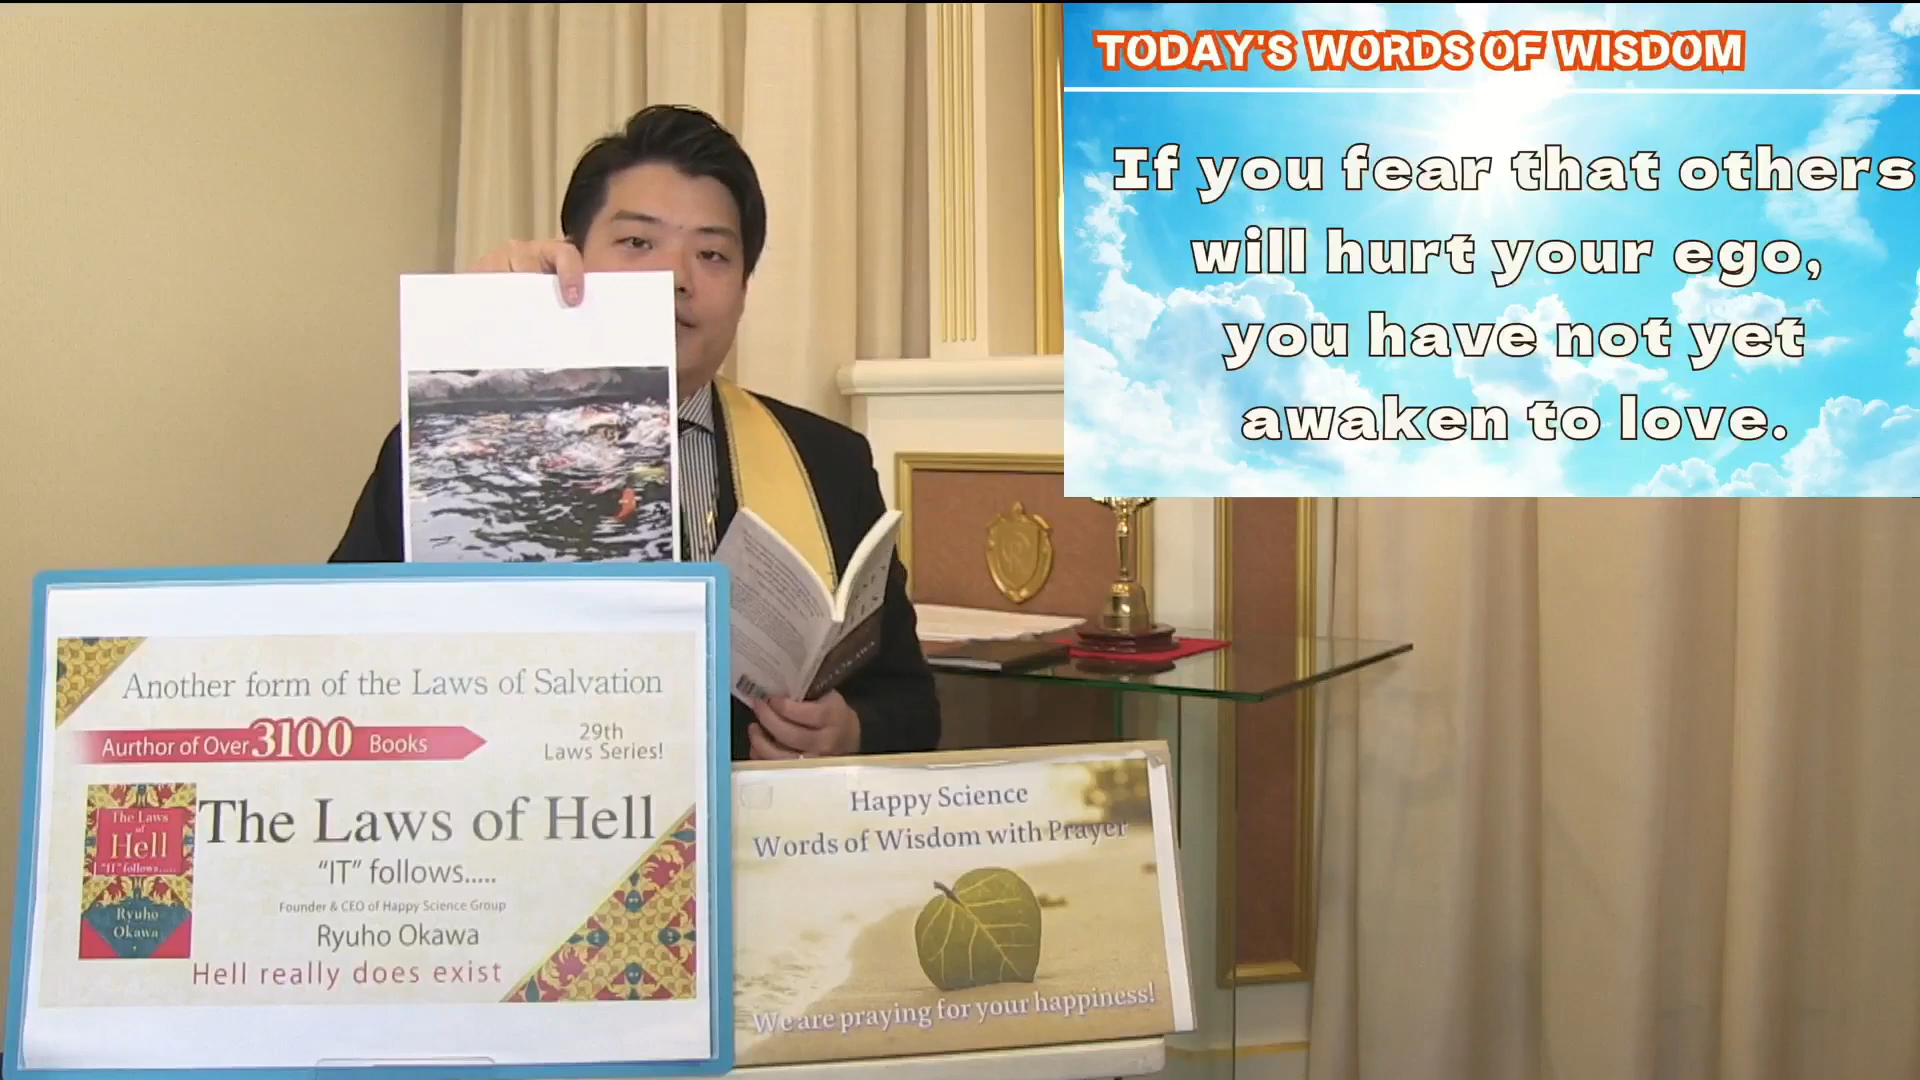 TODAY'S WORDS OF WISDOM
If you fear that others
will hurt your ego,
you have not yet
awaken to love.
Another form of the Laws of Salvation
Aurthor of Over 3100 Books
29th
Laws Series!
The Laws
of
Hell
"IT" follows.....
Ryuho
Okawa
The Laws of Hell
"IT" follows.....
Founder & CEO of Happy Science Group
Ryuho Okawa
Hell really does exist
Happy Science
Words of Wisdom with Prayer
We are praying for your happiness!